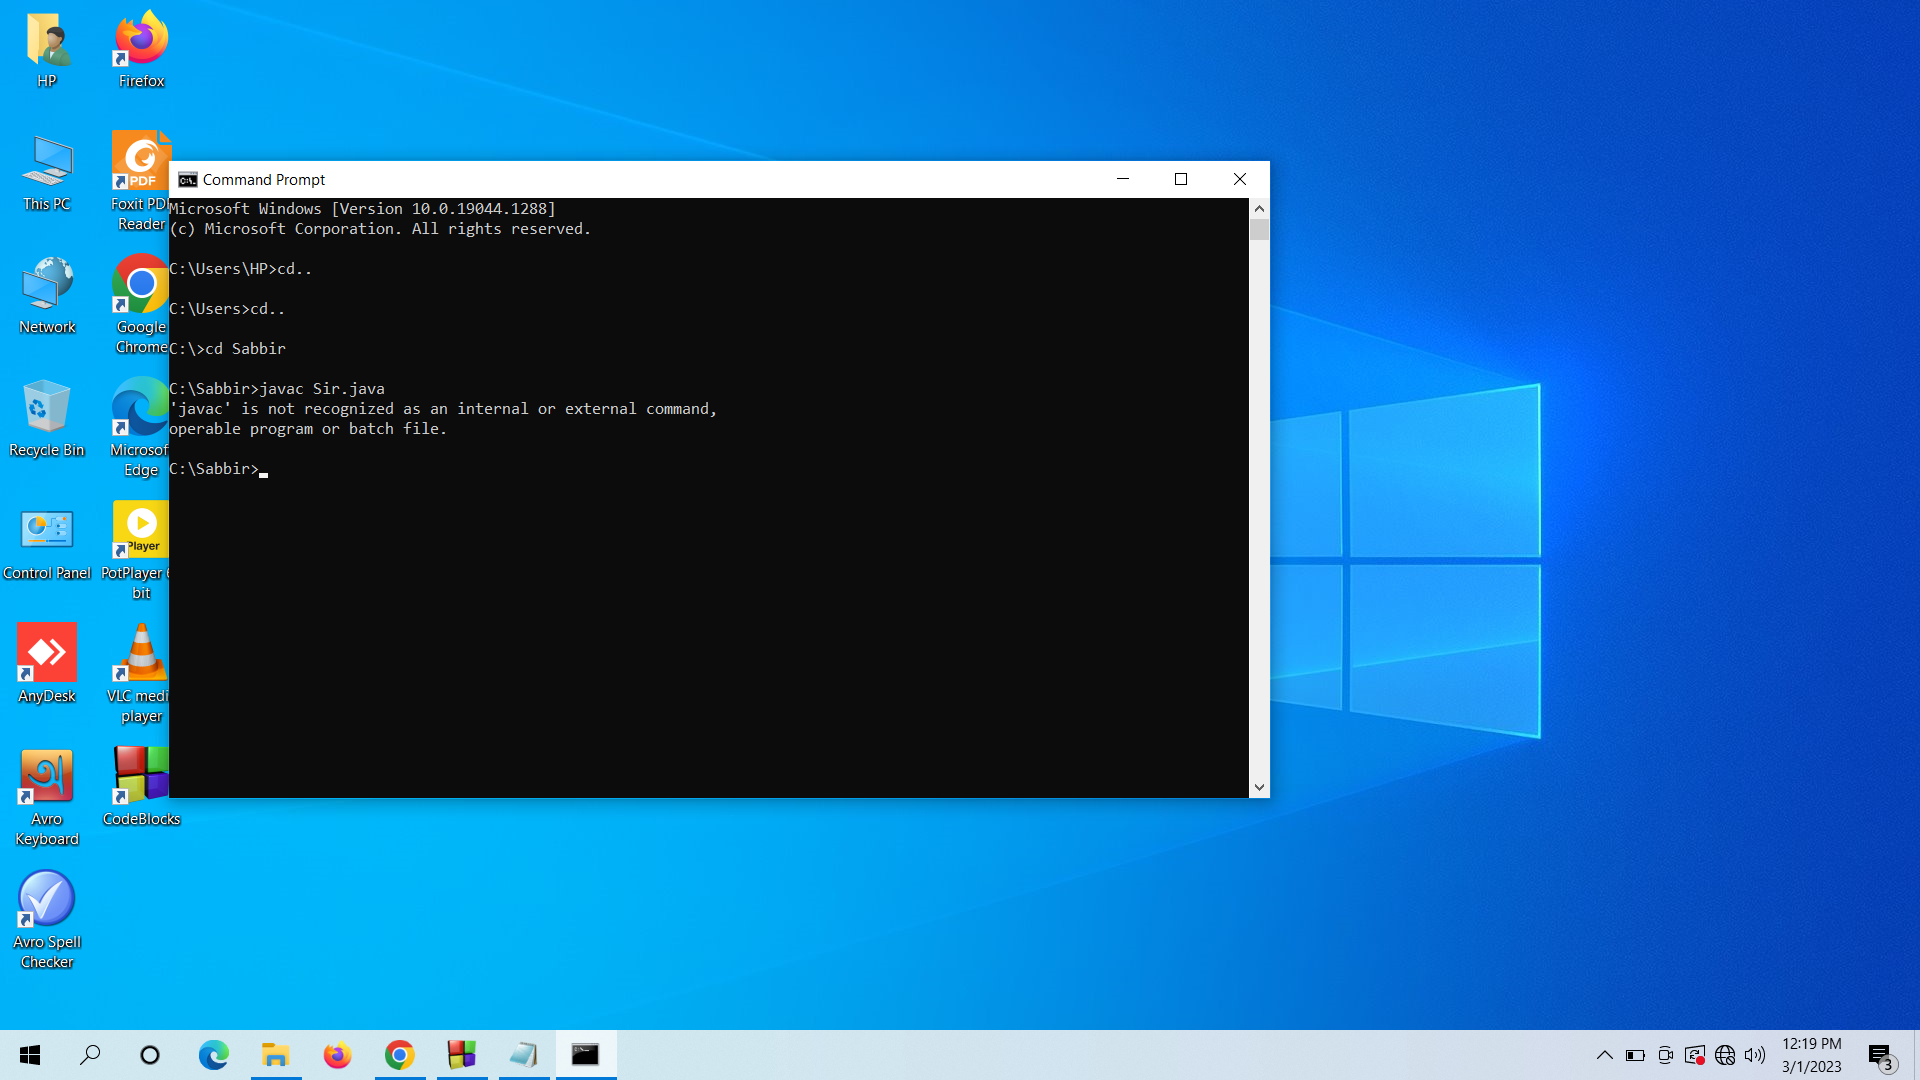 HP
Firefox
This PC
PDF
Foxit PD
Reader
Network
Google
Chrome
Recycle Bin
Microsof
Edge
Control Panel
Player
PotPlayer
bit
AnyDesk
VLC medi
player
অ
Avro
Keyboard
CodeBlocks
Avro Spell
Checker
C:\.
Command Prompt
Microsoft Windows [Version 10.0.19044.1288]
(c) Microsoft Corporation. All rights reserved.
C:\Users\HP>cd..
C:\Users>cd..
C:\>cd Sabbir
C:\Sabbir>javac Sir.java
'javac' is not recognized as an internal or external command,
operable program or batch file.
C:\Sabbir>
12:19 PM
3/1/2023
3